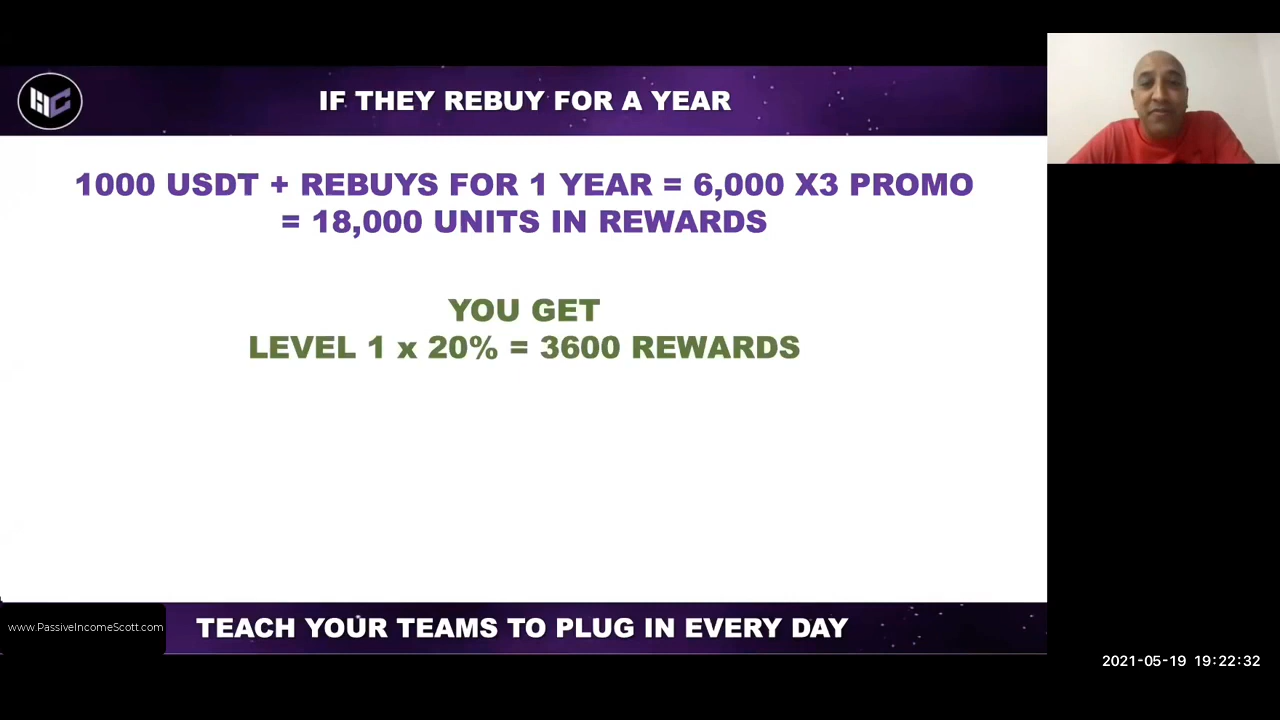 IF THEY REBUY FOR A YEAR
1000 USDT + REBUYS FOR 1 YEAR = 6,000 X3 PROMO
= 18,000 UNITS IN REWARDS
YOU GET
LEVEL 1 x 20% = 3600 REWARDS
www.PassiveIncomeScott.com
TEACH YOUR TEAMS TO PLUG IN EVERY DAY
2021-05-19 19:22:32